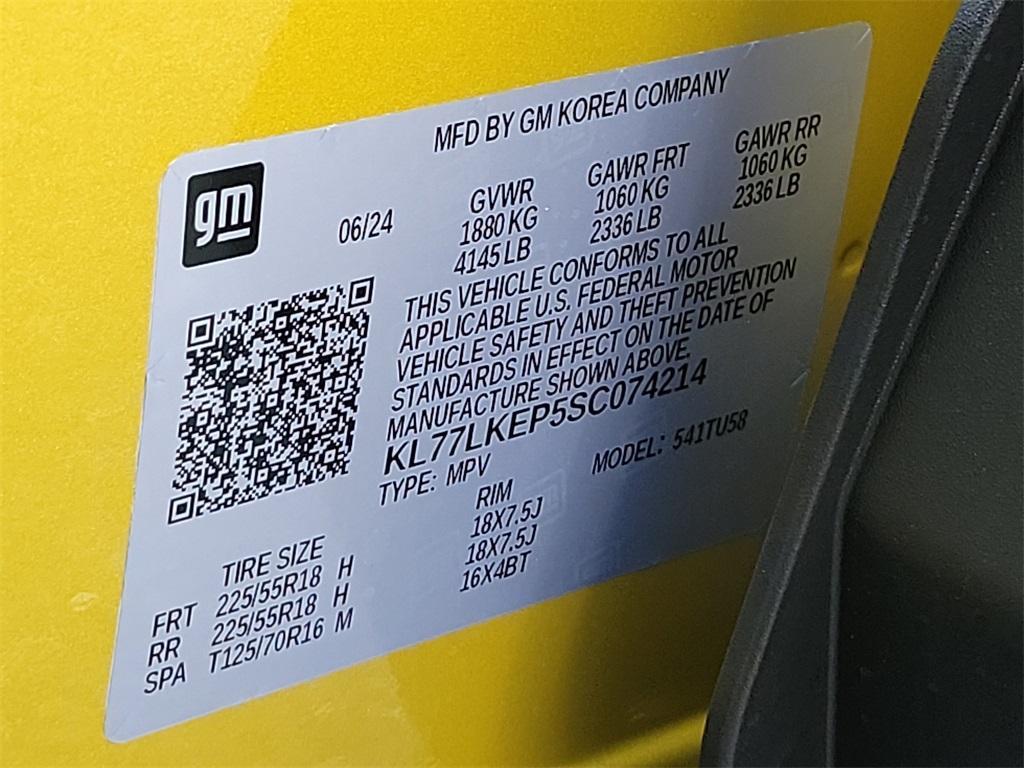 MFD BY GM KOREA COMPANY
gm
06/24
GVWR GAWR FRT GAWR RR
1880 KG 1060 KG 1060 KG
4145 LB 2336 LB 2336 LB
THIS VEHICLE CONFORMS TO ALL
APPLICABLE U.S. FEDERAL MOTOR
VEHICLE SAFETY AND THEFT PREVENTION
STANDARDS IN EFFECT ON THE DATE OF
MANUFACTURE SHOWN ABOVE.
KL77LKEP5SC074214
TYPE: MPV MODEL: 541TU58
TIRE SIZE RIM
FRT 225/55R18 H 18X7.5J
RR 225/55R18 H 18X7.5J
SPA T125/70R16 M 16X4BT